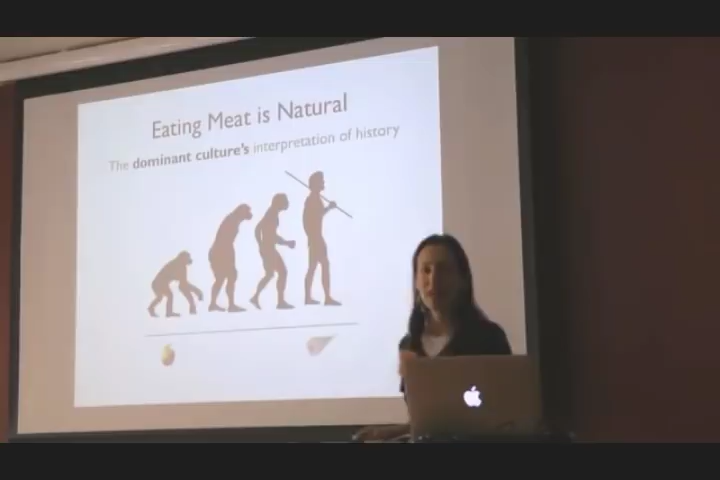 Eating Meat is Natural
The dominant culture's interpretation of history